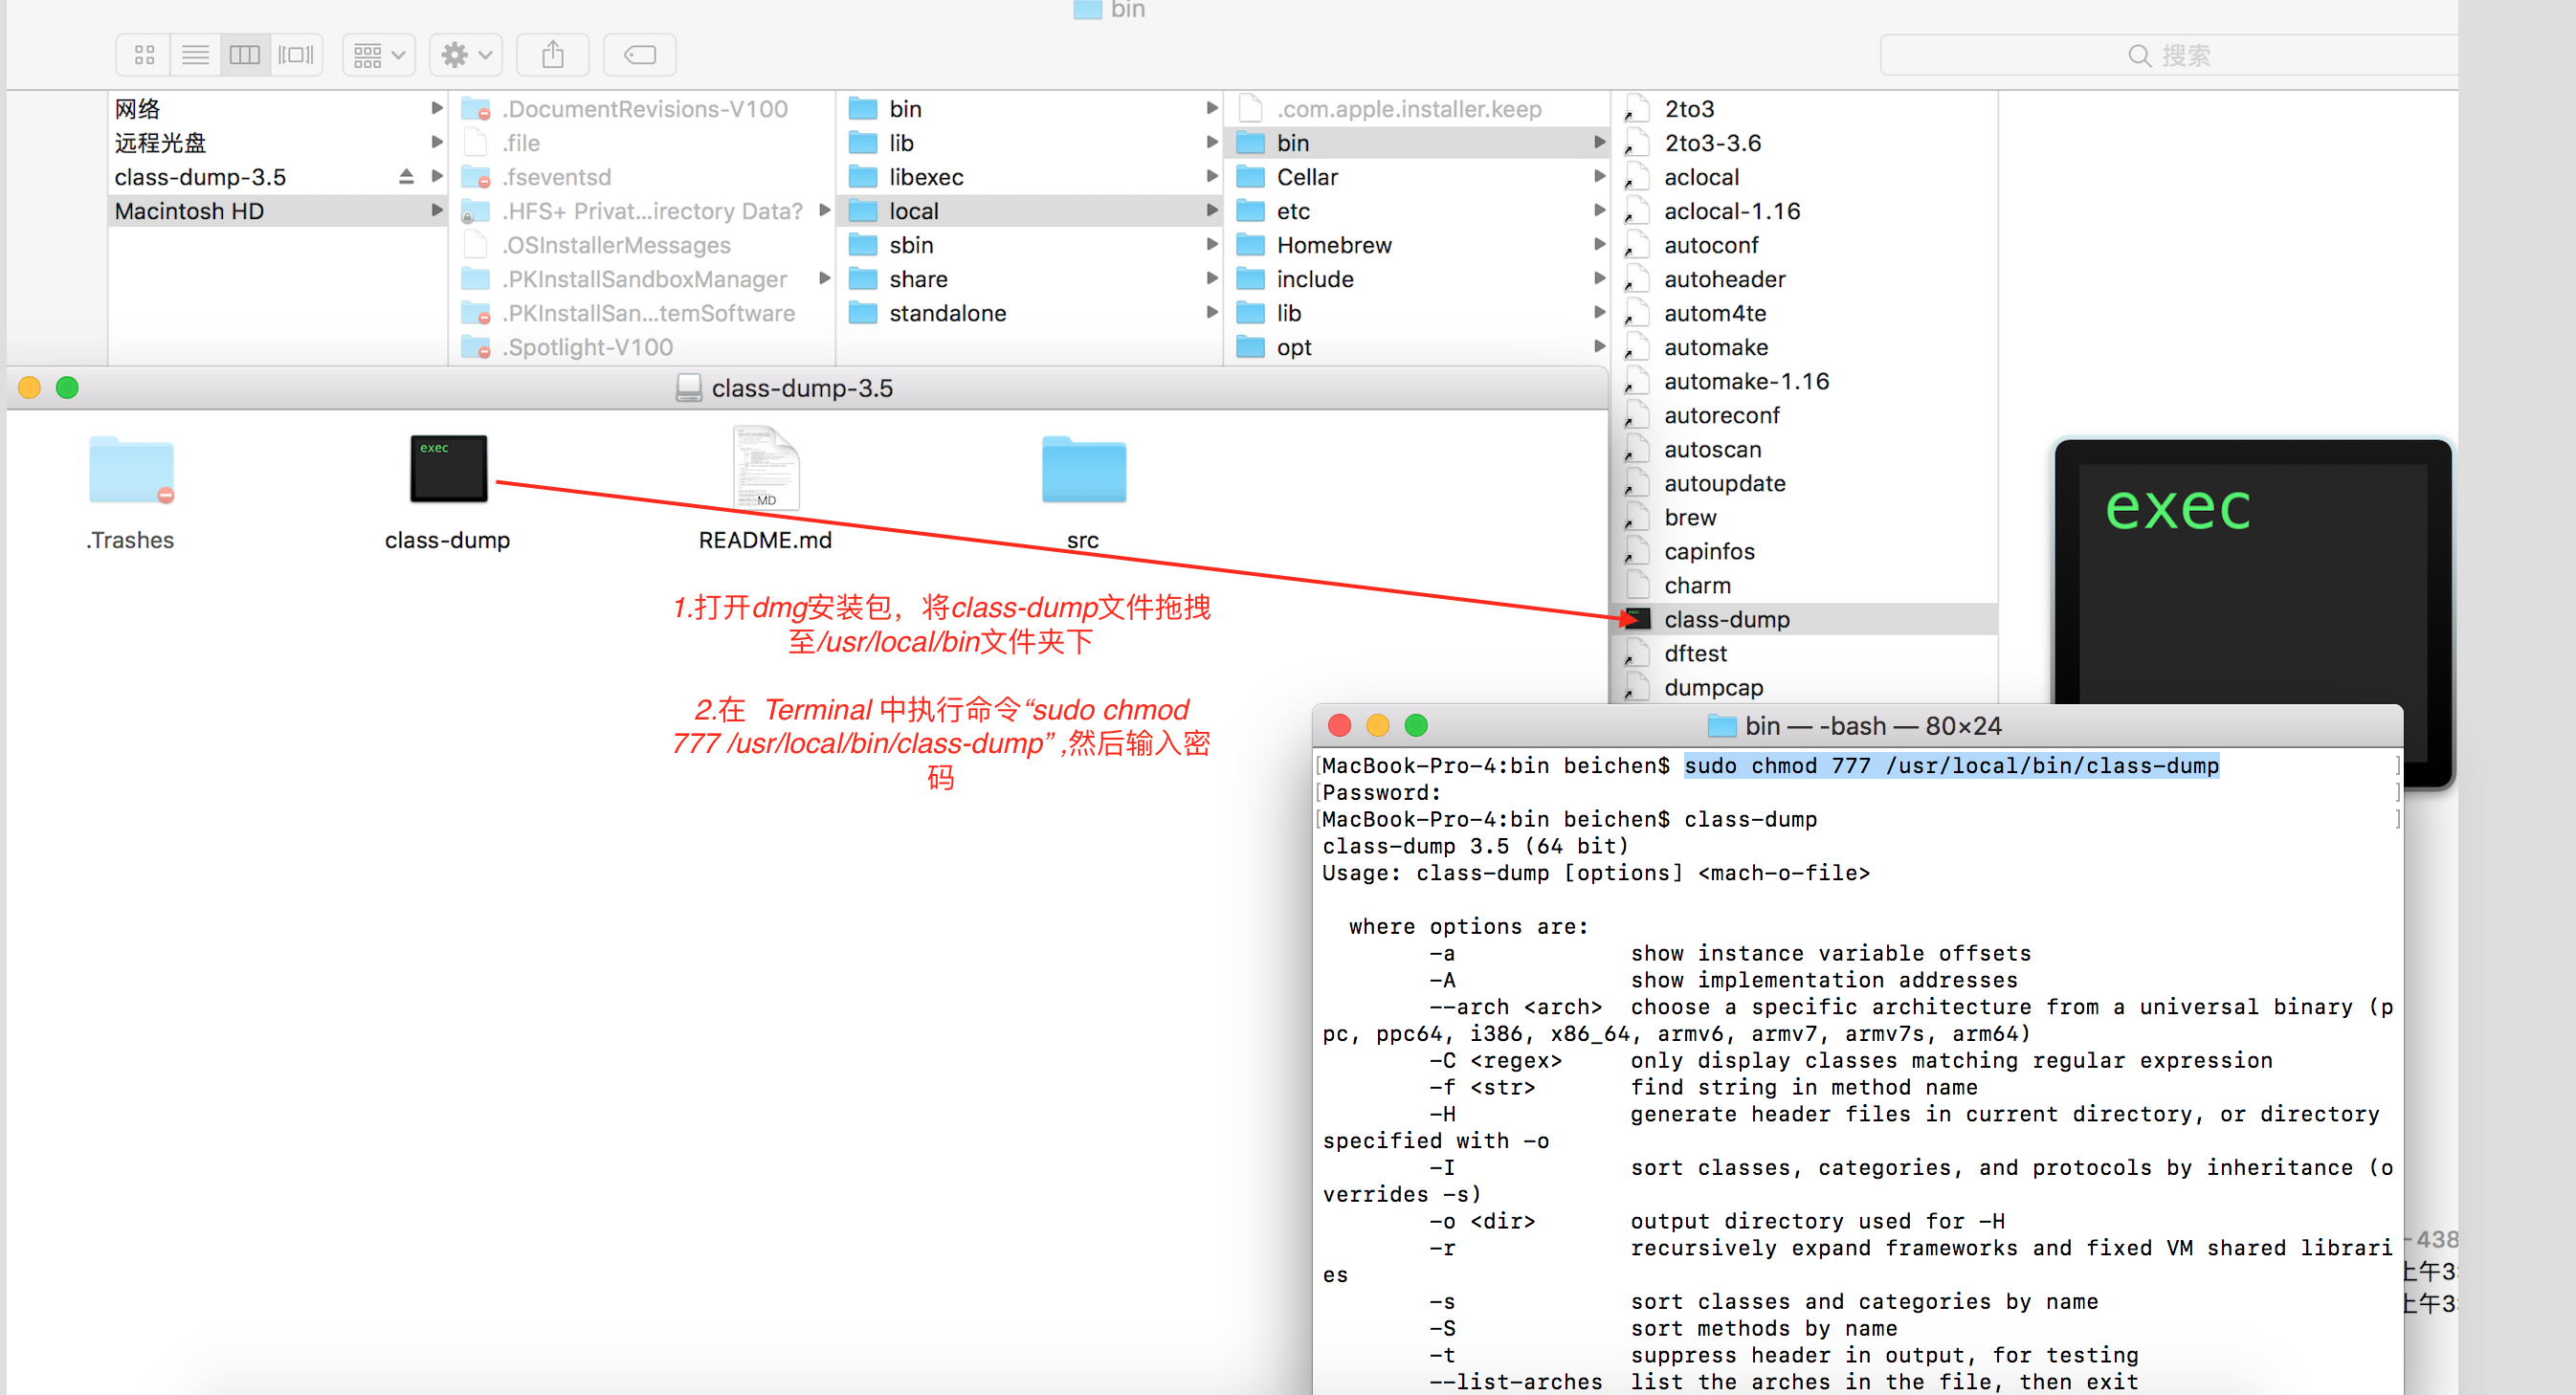 bin
搜索
网络
远程光盘
class-dump-3.5
Macintosh HD
.DocumentRevisions-V100
.file
.fseventsd
.HFS+ Privat...irectory Data?
.OSInstallerMessages
.PKInstallSandboxManager
.PKInstallSan...temSoftware
.Spotlight-V100
bin
lib
libexec
local
sbin
share
standalone
.com.apple.installer.keep
bin
Cellar
etc
Homebrew
include
lib
opt
2to3
2to3-3.6
aclocal
aclocal-1.16
autoconf
autoheader
autom4te
automake
automake-1.16
autoreconf
autoscan
autoupdate
brew
capinfos
charm
class-dump
dftest
dumpcap
exec
class-dump-3.5
exec
MD
.Trashes
class-dump
README.md
src
1.打开dmg安装包，将class-dump文件拖拽
至/usr/local/bin文件夹下
2.在 Terminal 中执行命令“sudo chmod
777 /usr/local/bin/class-dump” ,然后输入密
码
bin — -bash — 80×24
[MacBook-Pro-4:bin beichen$ sudo chmod 777 /usr/local/bin/class-dump ]
[Password: ]
[MacBook-Pro-4:bin beichen$ class-dump ]
class-dump 3.5 (64 bit)
Usage: class-dump [options] <mach-o-file>
where options are:
-a show instance variable offsets
-A show implementation addresses
--arch <arch> choose a specific architecture from a universal binary (p
pc, ppc64, i386, x86_64, armv6, armv7, armv7s, arm64)
-C <regex> only display classes matching regular expression
-f <str> find string in method name
-H generate header files in current directory, or directory
specified with -o
-I sort classes, categories, and protocols by inheritance (o
verrides -s)
-o <dir> output directory used for -H
-r recursively expand frameworks and fixed VM shared librari
es
-s sort classes and categories by name
-S sort methods by name
-t suppress header in output, for testing
--list-arches list the arches in the file, then exit
-438
上午3:
上午3: